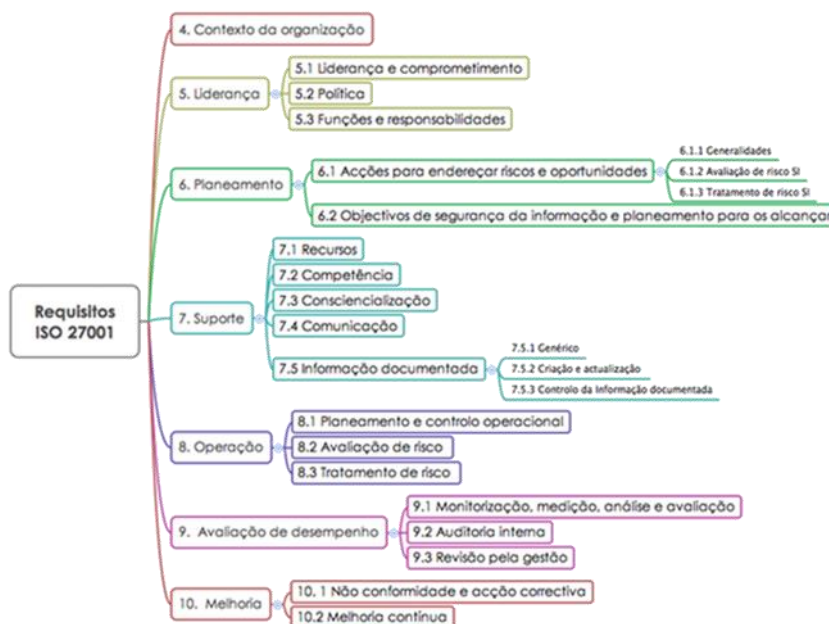 Requisitos
ISO 27001
4. Contexto da organização
5. Liderança
5.1 Liderança e comprometimento
5.2 Política
5.3 Funções e responsabilidades
6. Planeamento
6.1 Acções para endereçar riscos e oportunidades
6.1.1 Generalidades
6.1.2 Avaliação de risco SI
6.1.3 Tratamento de risco SI
6.2 Objectivos de segurança da informação e planeamento para os alcançar
7. Suporte
7.1 Recursos
7.2 Competência
7.3 Consciencialização
7.4 Comunicação
7.5 Informação documentada
7.5.1 Genérico
7.5.2 Criação e actualização
7.5.3 Controlo da Informação documentada
8. Operação
8.1 Planeamento e controlo operacional
8.2 Avaliação de risco
8.3 Tratamento de risco
9. Avaliação de desempenho
9.1 Monitorização, medição, análise e avaliação
9.2 Auditoria interna
9.3 Revisão pela gestão
10. Melhoria
10. 1 Não conformidade e acção correctiva
10.2 Melhoria contínua